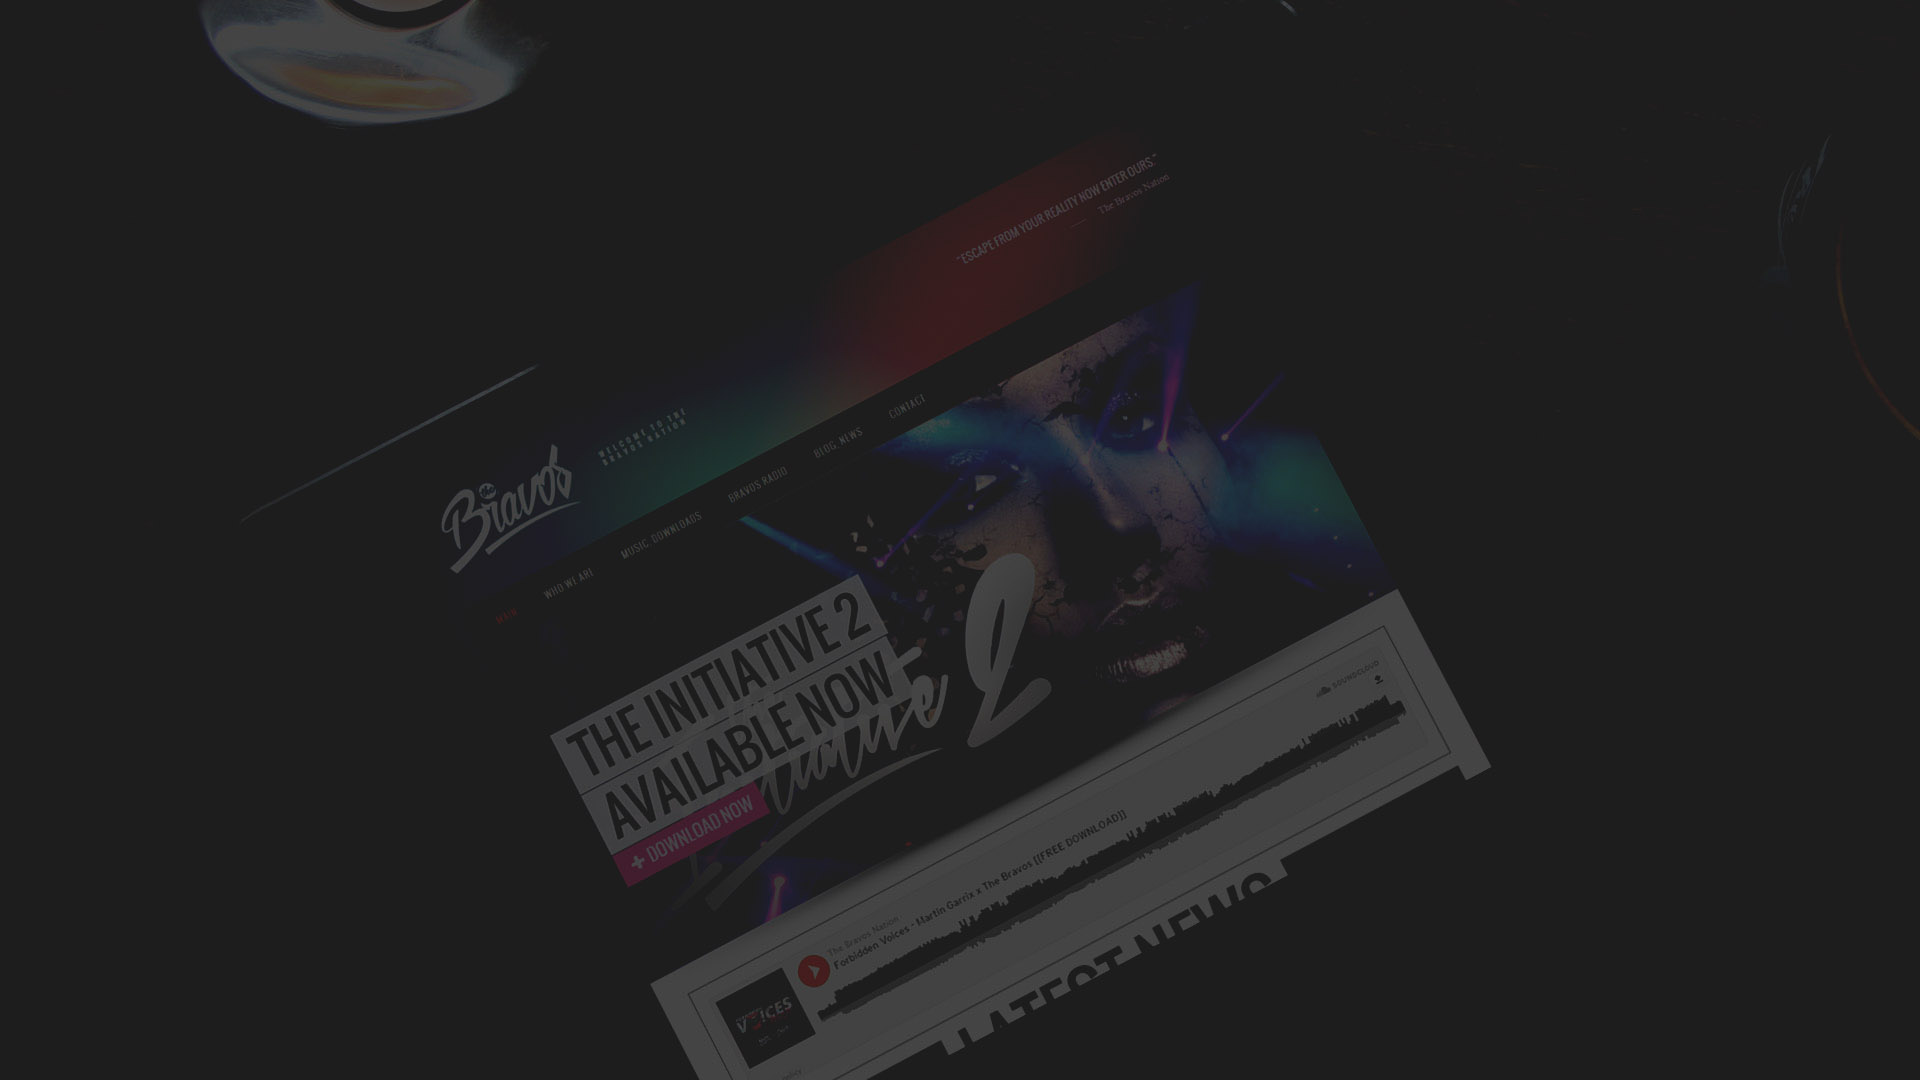 "ESCAPE FROM YOUR REALITY NOW ENTER OURS."
The Bravos Nation
Bravos
WELCOME TO THE
BRAVOS NATION
MAIN
WHO WE ARE
MUSIC, DOWNLOADS
BRAVOS RADIO
BLOG, NEWS
CONTACT
THE INITIATIVE 2
AVAILABLE NOW
+ DOWNLOAD NOW
2
SOUNDCLOUD
The Bravos Nation
Forbidden Voices - Martin Garrix x The Bravos [[FREE DOWNLOAD]]
VOICES
LATEST NEWS